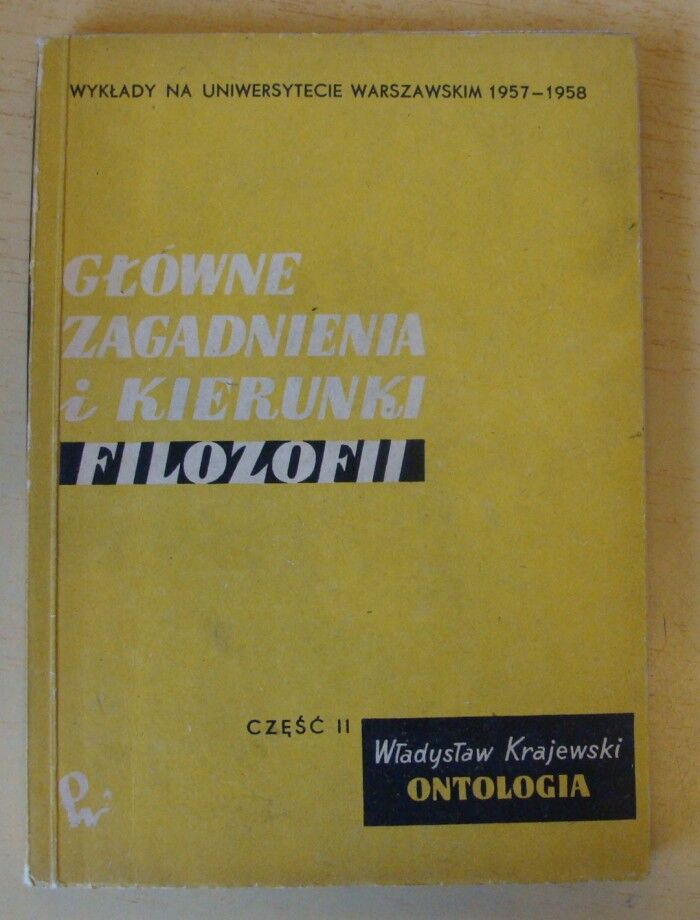 WYKŁADY NA UNIWERSYTECIE WARSZAWSKIM 1957–1958
GŁÓWNE
ZAGADNIENIA
i KIERUNKI
FILOZOFII
CZĘŚĆ II
Władysław Krajewski
ONTOLOGIA